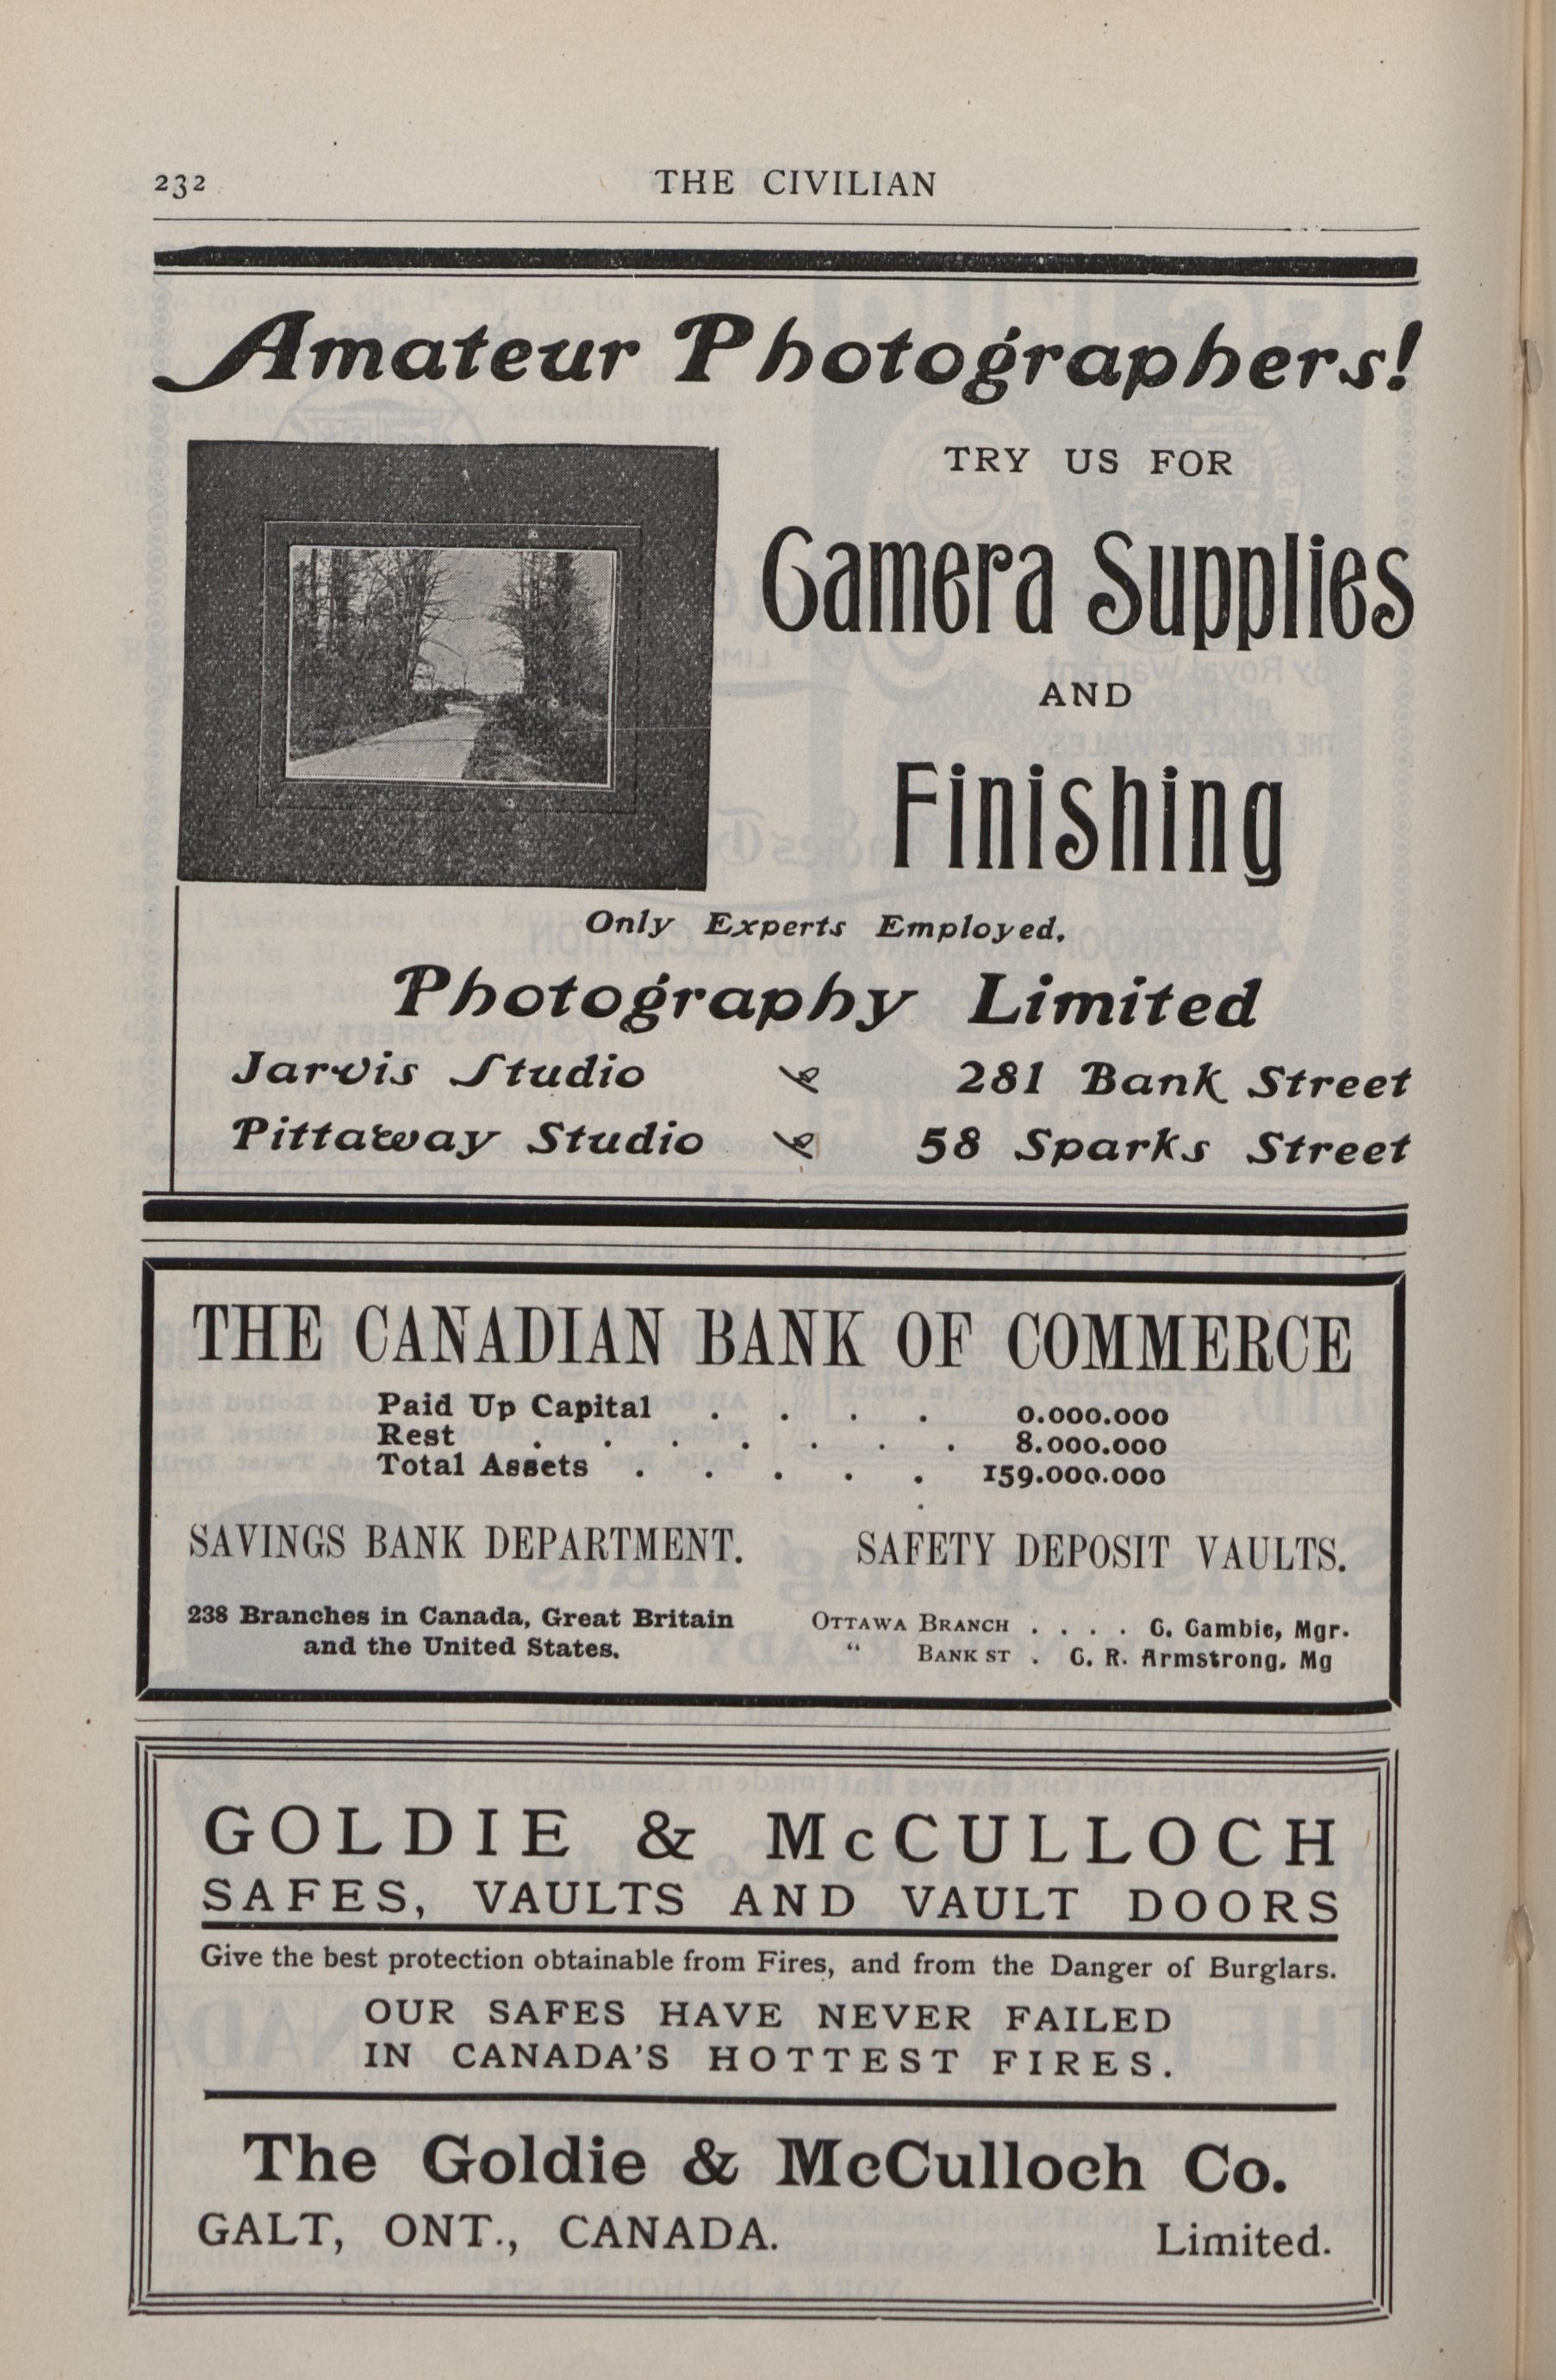 232
THE CIVILIAN
Amateur Photographers!
TRY US FOR
Camera Supplies
AND
Finishing
Only Experts Employed.
Photography Limited
Jarvis Studio 281 Bank Street
Pittaway Studio 58 Sparks Street
THE CANADIAN BANK OF COMMERCE
Paid Up Capital . . . . 0.000.000
Rest . . . . . . . 8.000.000
Total Assets . . . . . 159.000.000
SAVINGS BANK DEPARTMENT. SAFETY DEPOSIT VAULTS.
238 Branches in Canada, Great Britain
and the United States.
OTTAWA BRANCH . . . . C. Gambie, Mgr.
“ BANK ST . C. R. Armstrong, Mg
GOLDIE & McCULLOCH
SAFES, VAULTS AND VAULT DOORS
Give the best protection obtainable from Fires, and from the Danger of Burglars.
OUR SAFES HAVE NEVER FAILED
IN CANADA'S HOTTEST FIRES.
The Goldie & McCulloch Co.
GALT, ONT., CANADA. Limited.